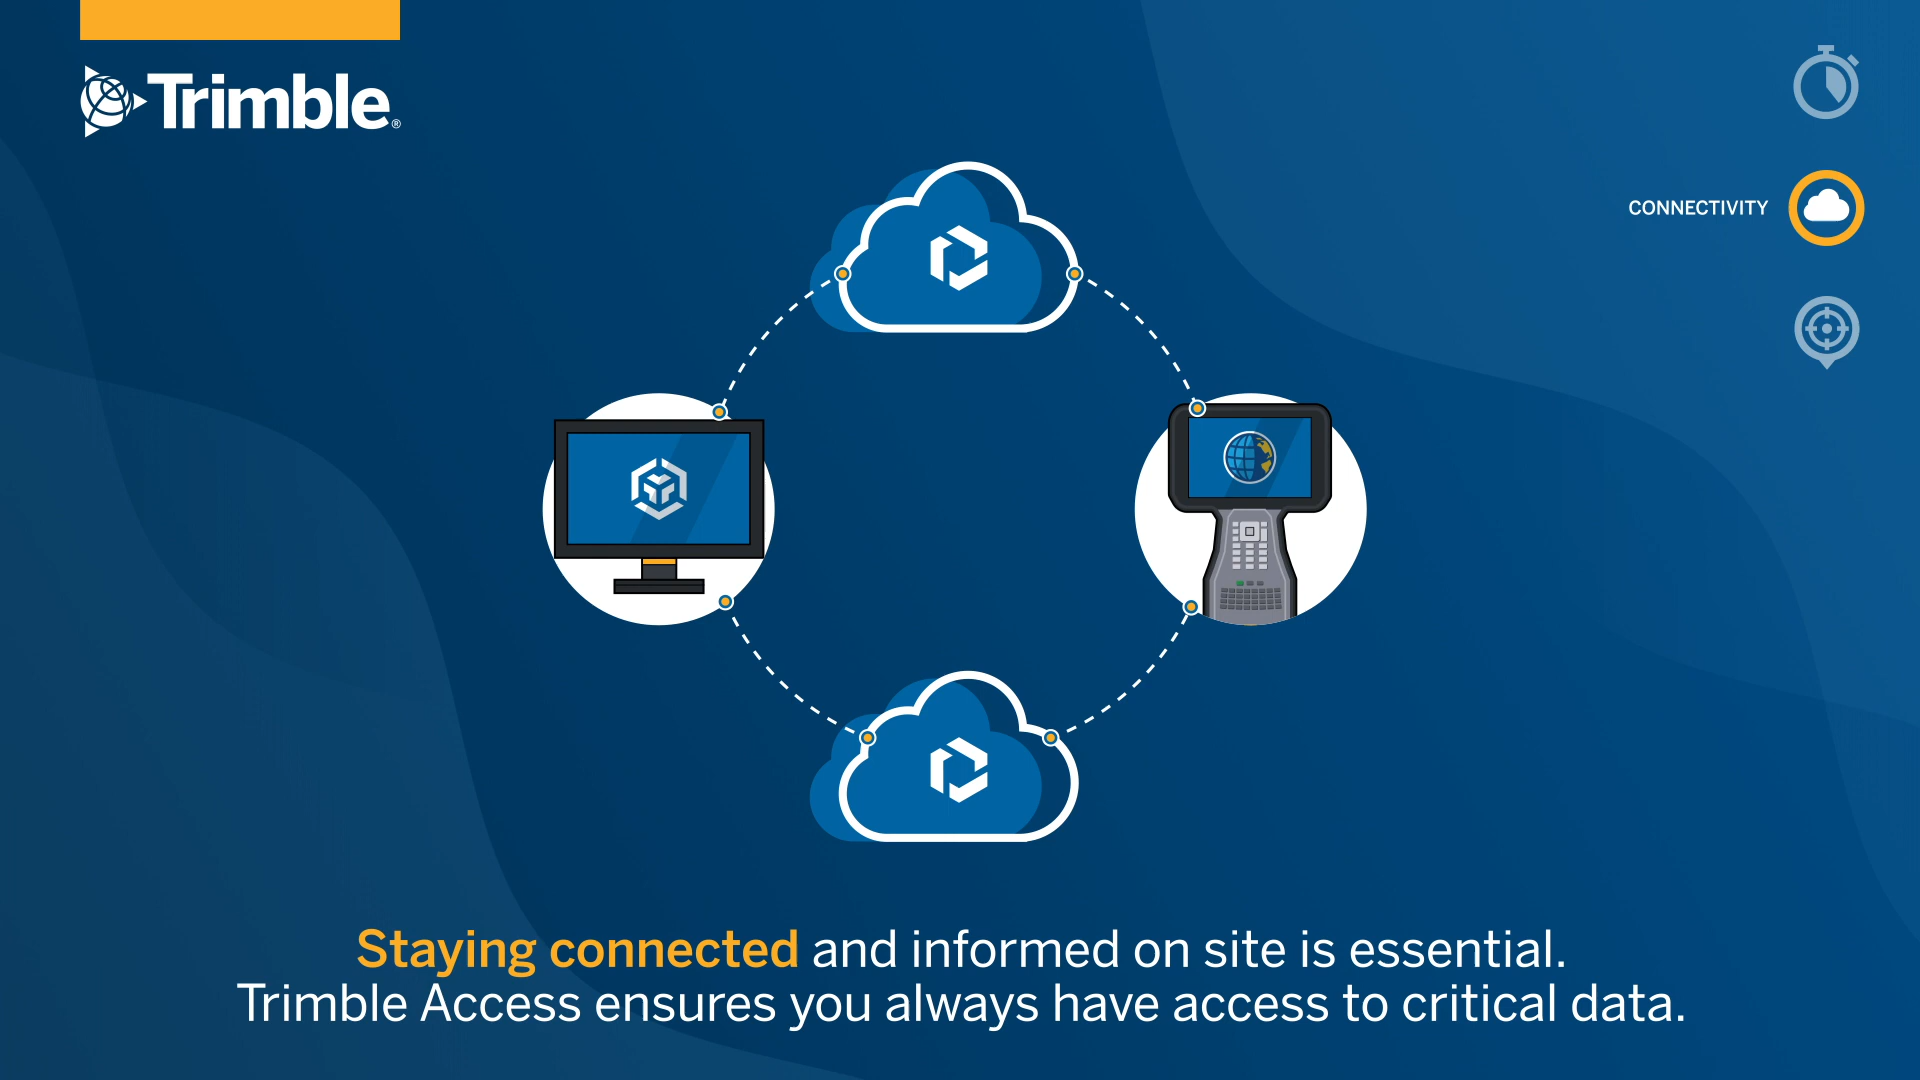 Trimble®
CONNECTIVITY
Staying connected and informed on site is essential.
Trimble Access ensures you always have access to critical data.